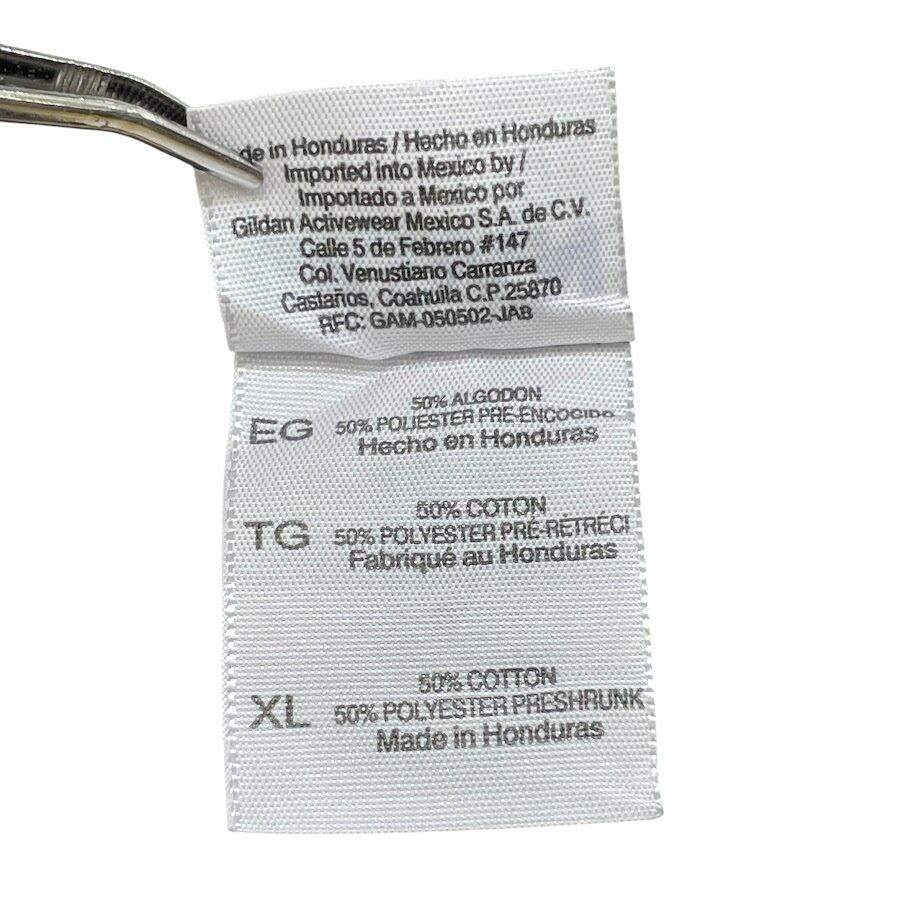 de in Honduras / Hecho en Honduras
Imported into Mexico by /
Importado a Mexico por
Gildan Activewear Mexico S.A. de C.V.
Calle 5 de Febrero #147
Col. Venustiano Carranza
Castaños, Coahuila C.P. 25870
RFC: GAM-050502-JA8
50% ALGODON
EG 50% POLIESTER PRE-ENCOGIDO
Hecho en Honduras
50% COTON
TG 50% POLYESTER PRÉ-RÉTRÉCI
Fabriqué au Honduras
50% COTTON
XL 50% POLYESTER PRESHRUNK
Made in Honduras